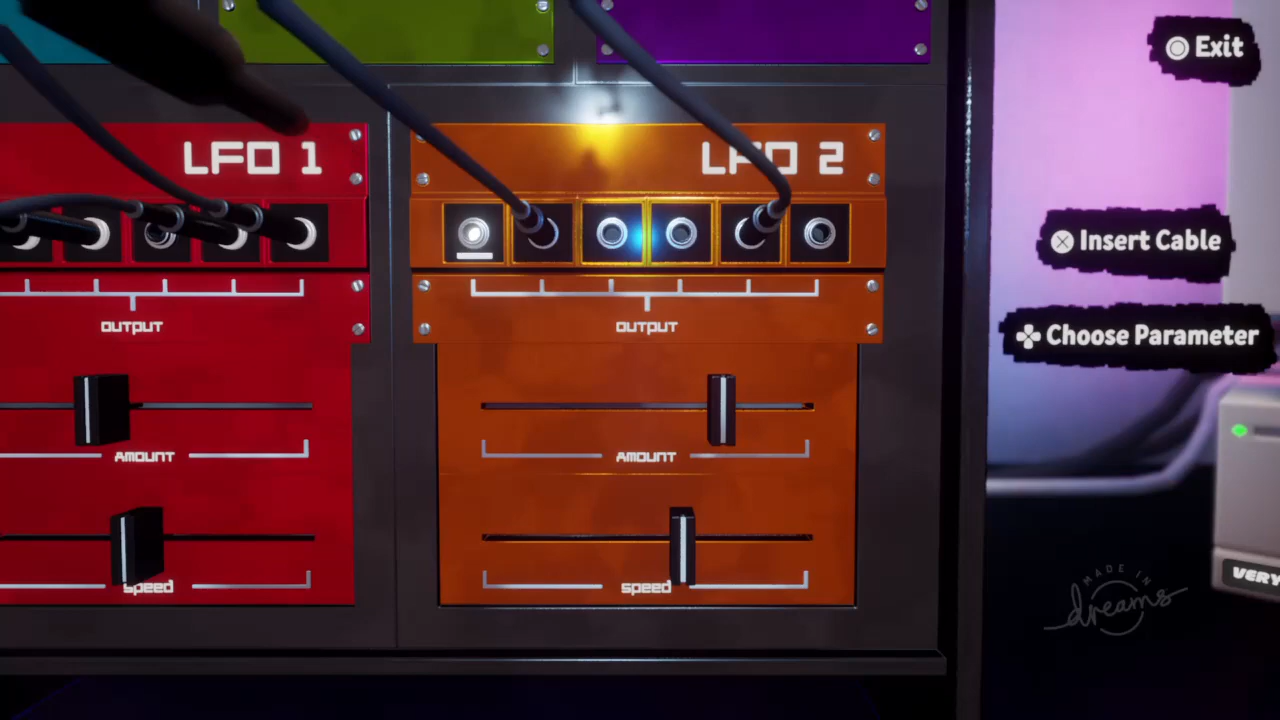 Exit
LFO 1
LFO 2
Insert Cable
OUTPUT
OUTPUT
Choose Parameter
AMOUNT
AMOUNT
speed
speed
VERY
MADE IN
dreams